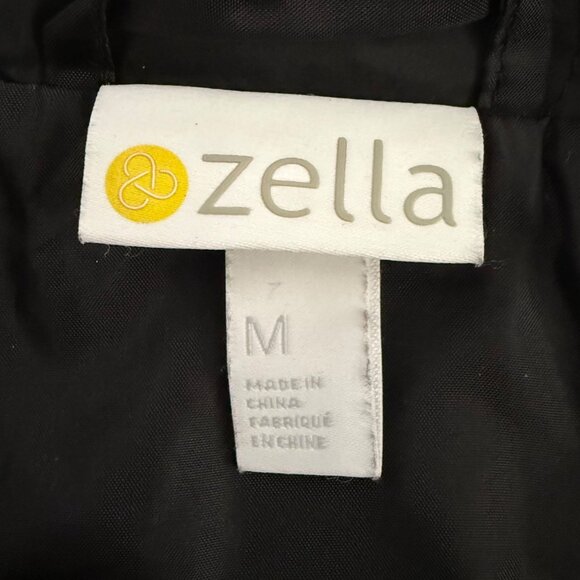 zella
M
MADE IN
CHINA
FABRIQUÉ
EN CHINE